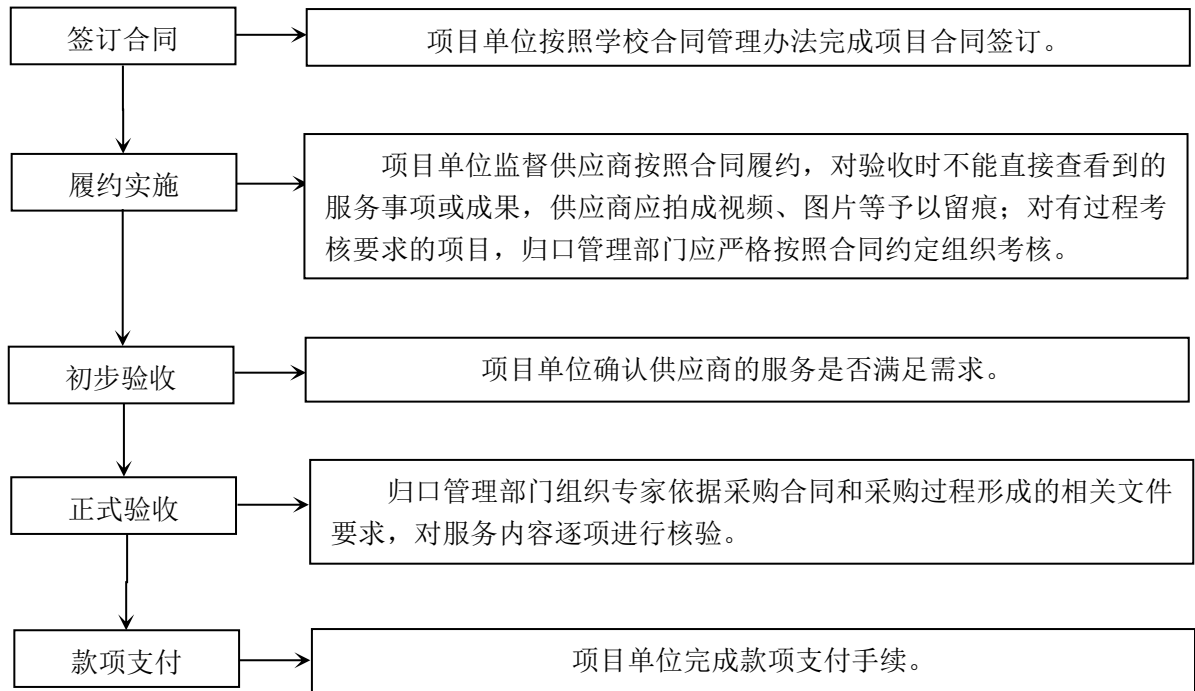 签订合同
项目单位按照学校合同管理办法完成项目合同签订。
履约实施
项目单位监督供应商按照合同履约，对验收时不能直接查看到的
服务事项或成果，供应商应拍成视频、图片等予以留痕；对有过程考
核要求的项目，归口管理部门应严格按照合同约定组织考核。
初步验收
项目单位确认供应商的服务是否满足需求。
正式验收
归口管理部门组织专家依据采购合同和采购过程形成的相关文件
要求，对服务内容逐项进行核验。
款项支付
项目单位完成款项支付手续。